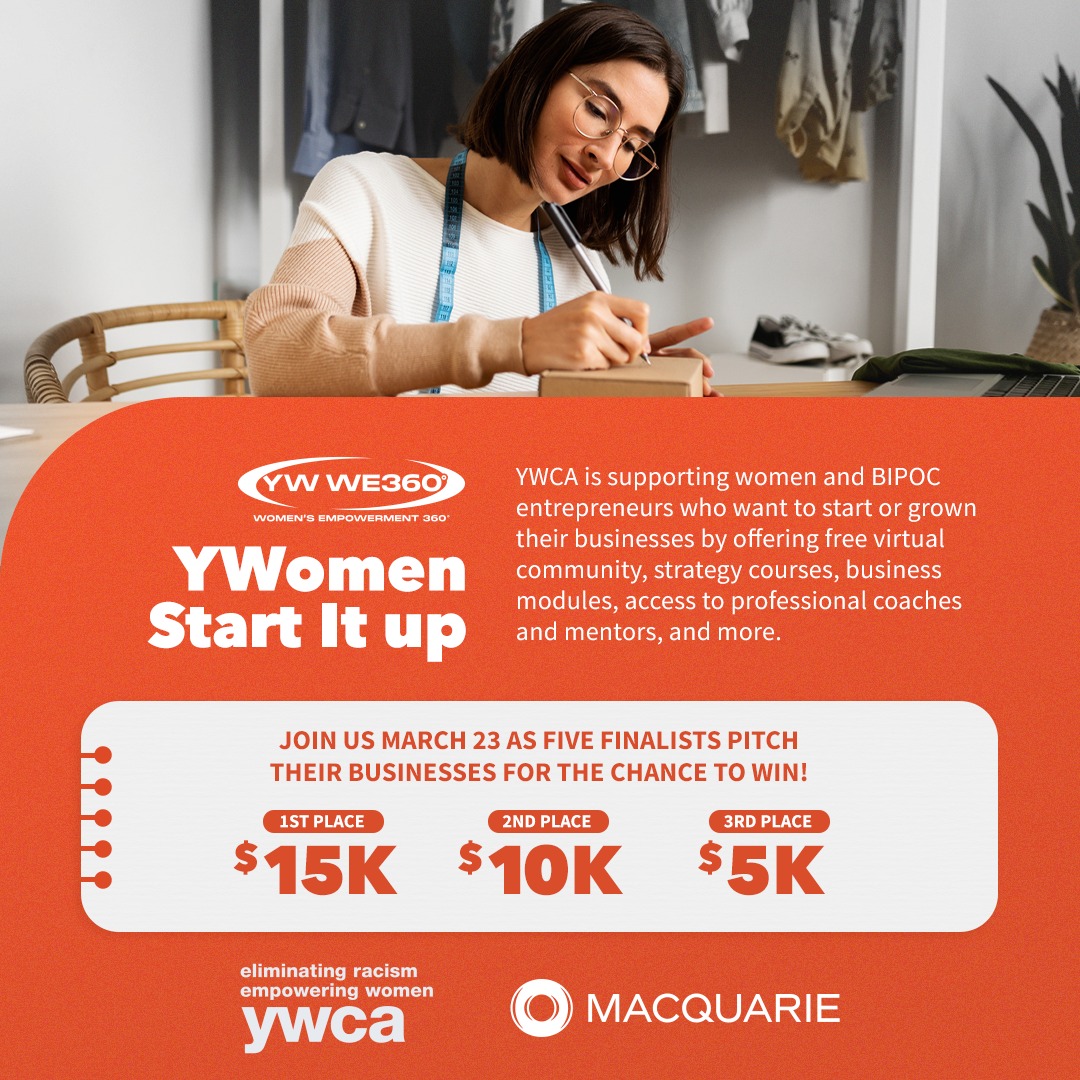 YW WE360°
WOMEN'S EMPOWERMENT 360°
YWomen
Start It up
YWCA is supporting women and BIPOC
entrepreneurs who want to start or grown
their businesses by offering free virtual
community, strategy courses, business
modules, access to professional coaches
and mentors, and more.
JOIN US MARCH 23 AS FIVE FINALISTS PITCH
THEIR BUSINESSES FOR THE CHANCE TO WIN!
1ST PLACE
$15K
2ND PLACE
$10K
3RD PLACE
$5K
eliminating racism
empowering women
ywca
MACQUARIE